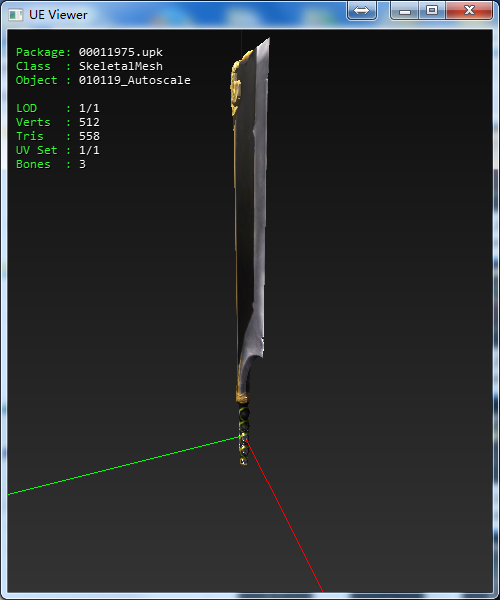 UE Viewer
Package: 00011975.upk
Class : SkeletalMesh
Object : 010119_Autoscale
LOD : 1/1
Verts : 512
Tris : 558
UV Set : 1/1
Bones : 3